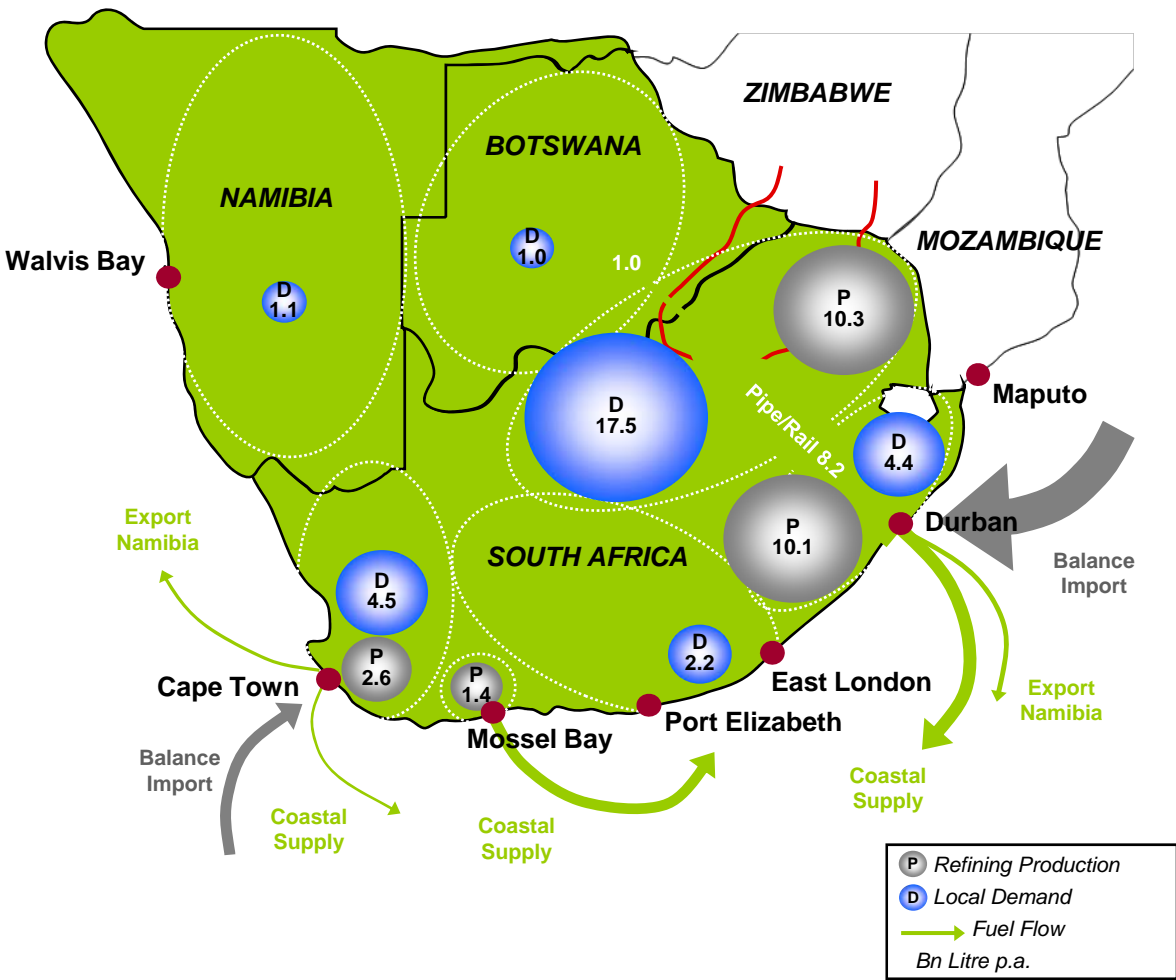 ZIMBABWE
BOTSWANA
NAMIBIA
MOZAMBIQUE
Walvis Bay
D
1.0
1.0
D
1.1
P
10.3
Maputo
D
17.5
Pipe/Rail 8.2
D
4.4
Durban
Balance
Import
Export
Namibia
SOUTH AFRICA
P
10.1
D
4.5
P
2.6
P
1.4
D
2.2
East London
Cape Town
Port Elizabeth
Mossel Bay
Export
Namibia
Balance
Import
Coastal
Supply
Coastal
Supply
Coastal
Supply
P Refining Production
D Local Demand
Fuel Flow
Bn Litre p.a.